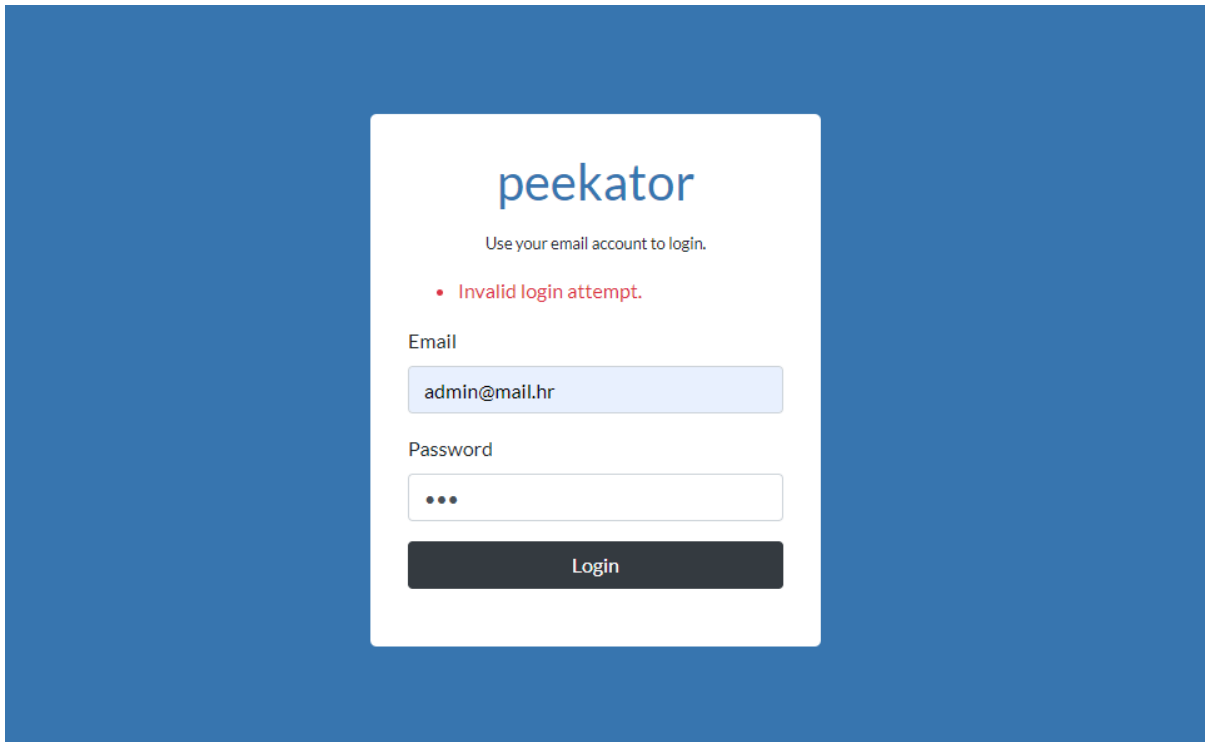 peekator
Use your email account to login.
• Invalid login attempt.
Email
admin@mail.hr
Password
•••
Login